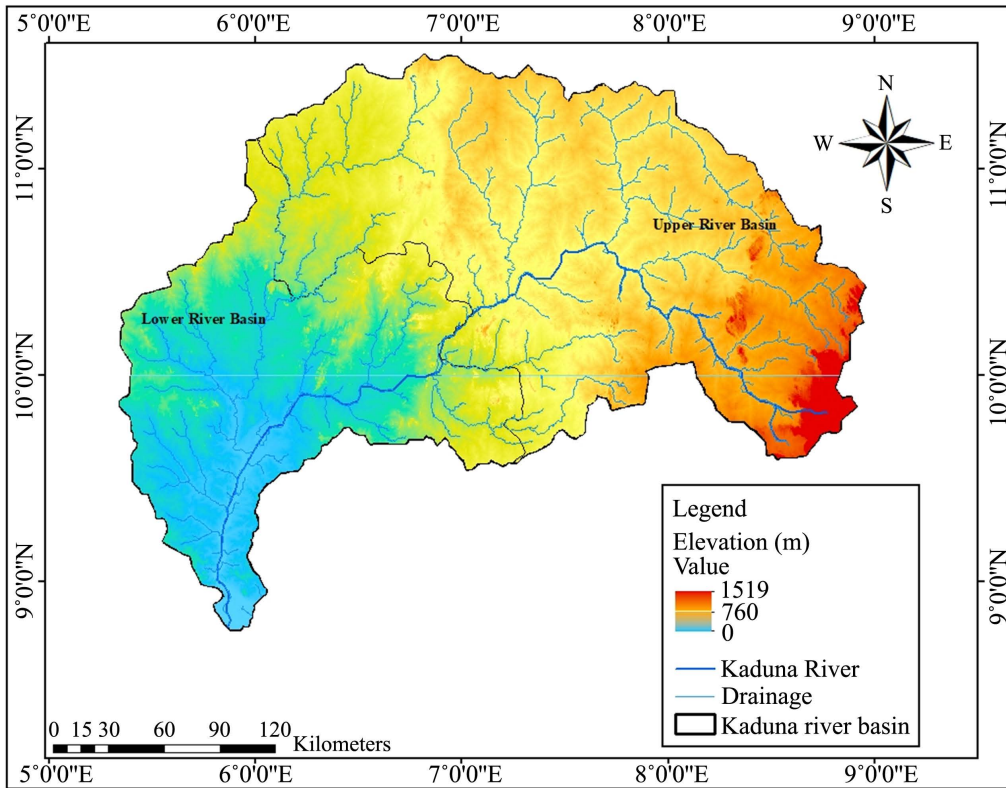 5°0'0"E 6°0'0"E 7°0'0"E 8°0'0"E 9°0'0"E
11°0'0"N
10°0'0"N
9°0'0"N
N
W E
S
11°0'0"N
10°0'0"N
9°0'0"N
Upper River Basin
Lower River Basin
Legend
Elevation (m)
Value
1519
760
0
Kaduna River
Drainage
Kaduna river basin
0 15 30 60 90 120
Kilometers
5°0'0"E 6°0'0"E 7°0'0"E 8°0'0"E 9°0'0"E